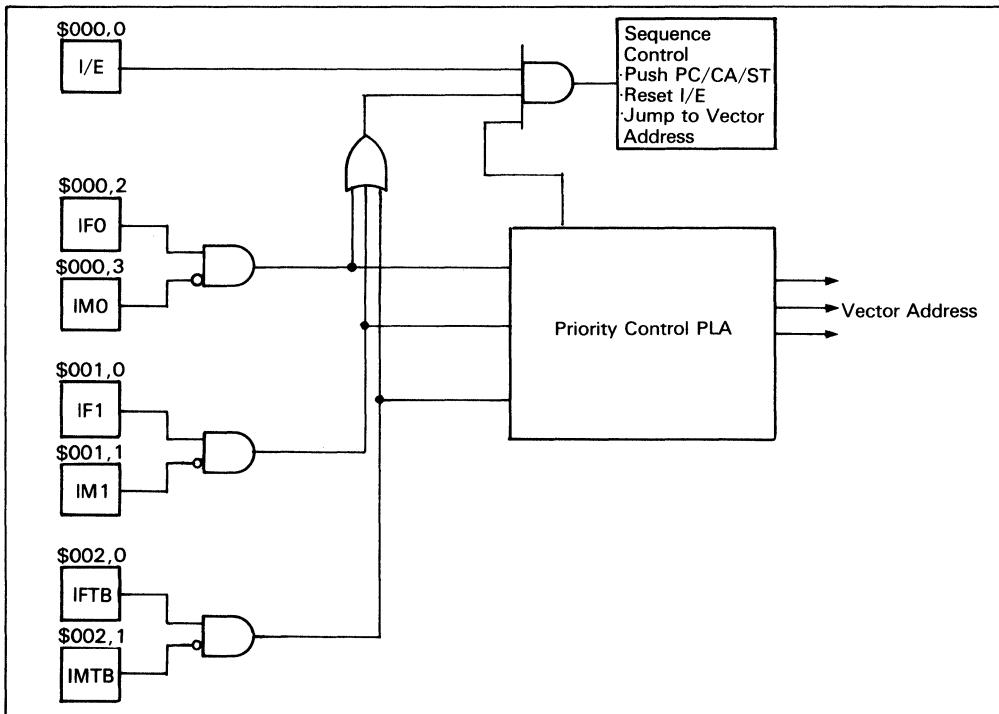 $000,0
I/E
Sequence
Control
·Push PC/CA/ST
·Reset I/E
·Jump to Vector
Address
$000,2
IF0
$000,3
IM0
Priority Control PLA
Vector Address
$001,0
IF1
$001,1
IM1
$002,0
IFTB
$002,1
IMTB